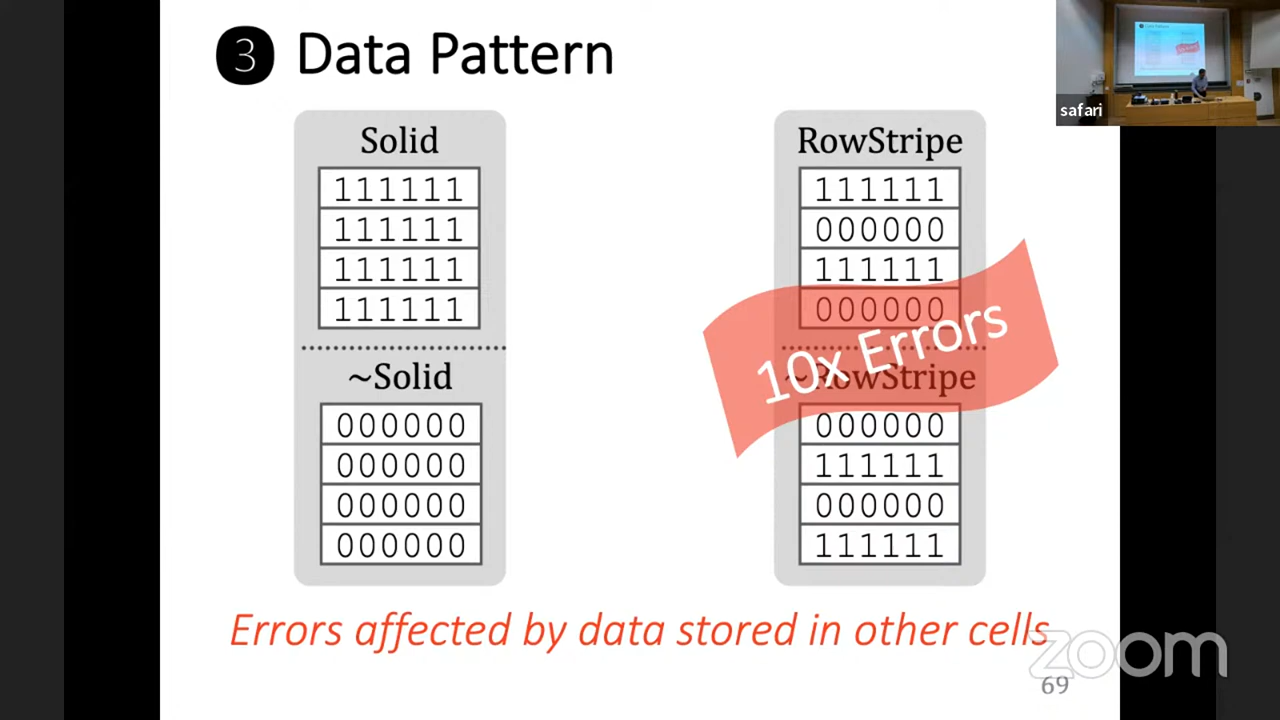 3 Data Pattern
Solid
111111
111111
111111
111111
~Solid
000000
000000
000000
000000
RowStripe
111111
000000
111111
000000
10x Errors
~RowStripe
000000
111111
000000
111111
Errors affected by data stored in other cells
69
zoom
safari